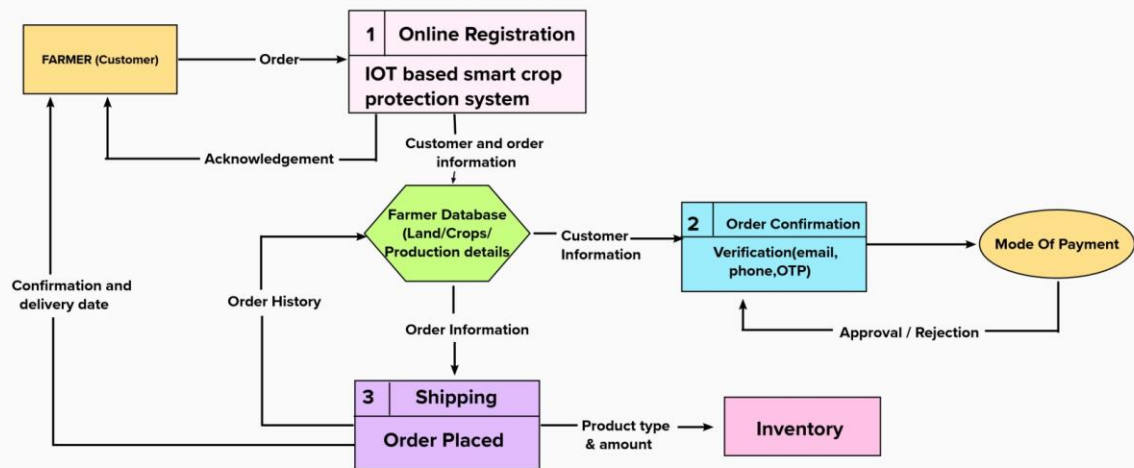 1 Online Registration
FARMER (Customer)
Order
IOT based smart crop
protection system
Acknowledgement
Customer and order
information
Farmer Database
(Land/Crops/
Production details
Customer
Information
2 Order Confirmation
Verification(email,
phone,OTP)
Mode Of Payment
Approval / Rejection
Confirmation and
delivery date
Order History
Order Information
3 Shipping
Order Placed
Product type
& amount
Inventory